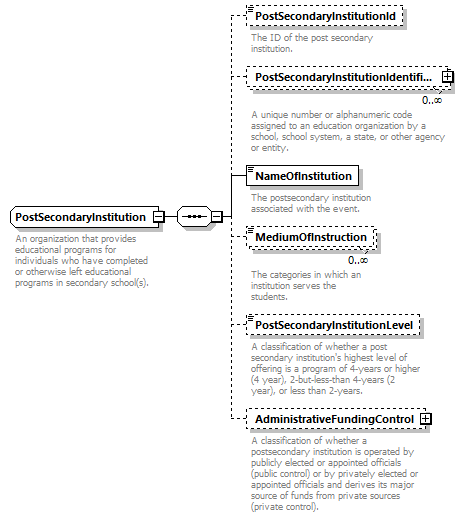 PostSecondaryInstitutionId
The ID of the post secondary
institution.
PostSecondaryInstitutionIdentifi...
0..∞
A unique number or alphanumeric code
assigned to an education organization by a
school, school system, a state, or other agency
or entity.
NameOfInstitution
The postsecondary institution
associated with the event.
PostSecondaryInstitution
An organization that provides
educational programs for
individuals who have completed
or otherwise left educational
programs in secondary school(s).
MediumOfInstruction
0..∞
The categories in which an
institution serves the
students.
PostSecondaryInstitutionLevel
A classification of whether a post
secondary institution's highest level of
offering is a program of 4-years or higher
(4 year), 2-but-less-than 4-years (2
year), or less than 2-years.
AdministrativeFundingControl
A classification of whether a
postsecondary institution is operated by
publicly elected or appointed officials
(public control) or by privately elected or
appointed officials and derives its major
source of funds from private sources
(private control).